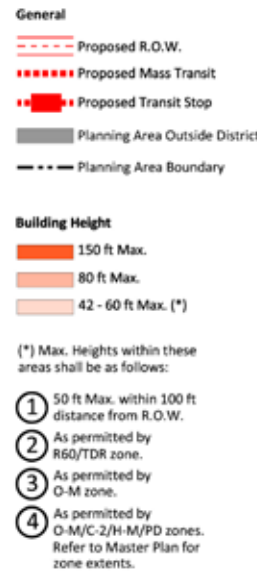 General
Proposed R.O.W.
Proposed Mass Transit
Proposed Transit Stop
Planning Area Outside District
Planning Area Boundary
Building Height
150 ft Max.
80 ft Max.
42 - 60 ft Max. (*)
(*) Max. Heights within these
areas shall be as follows:
1 50 ft Max. within 100 ft
distance from R.O.W.
2 As permitted by
R60/TDR zone.
3 As permitted by
O-M zone.
4 As permitted by
O-M/C-2/H-M/PD zones.
Refer to Master Plan for
zone extents.